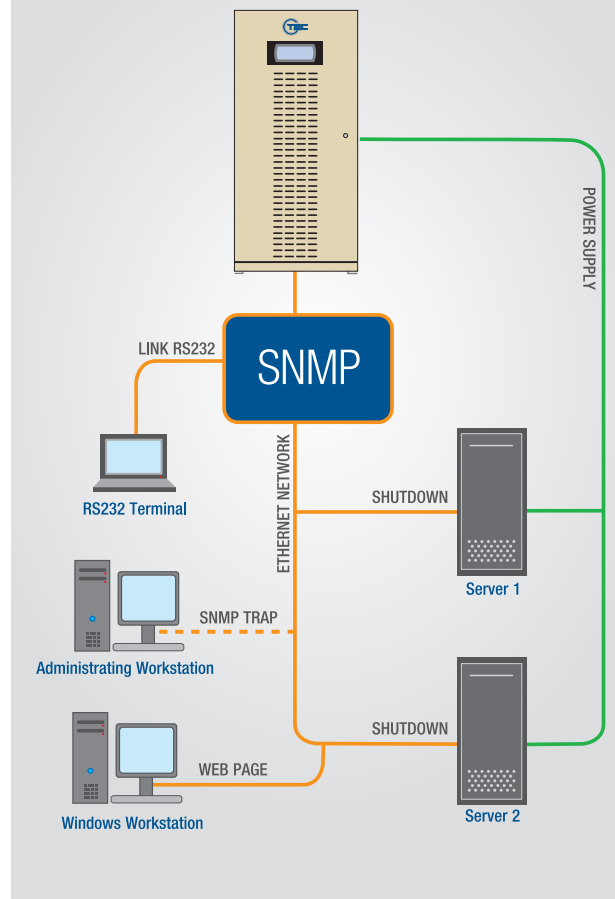 POWER SUPPLY
SNMP
LINK RS232
RS232 Terminal
ETHERNET NETWORK
SHUTDOWN
Server 1
SNMP TRAP
Administrating Workstation
SHUTDOWN
WEB PAGE
Server 2
Windows Workstation